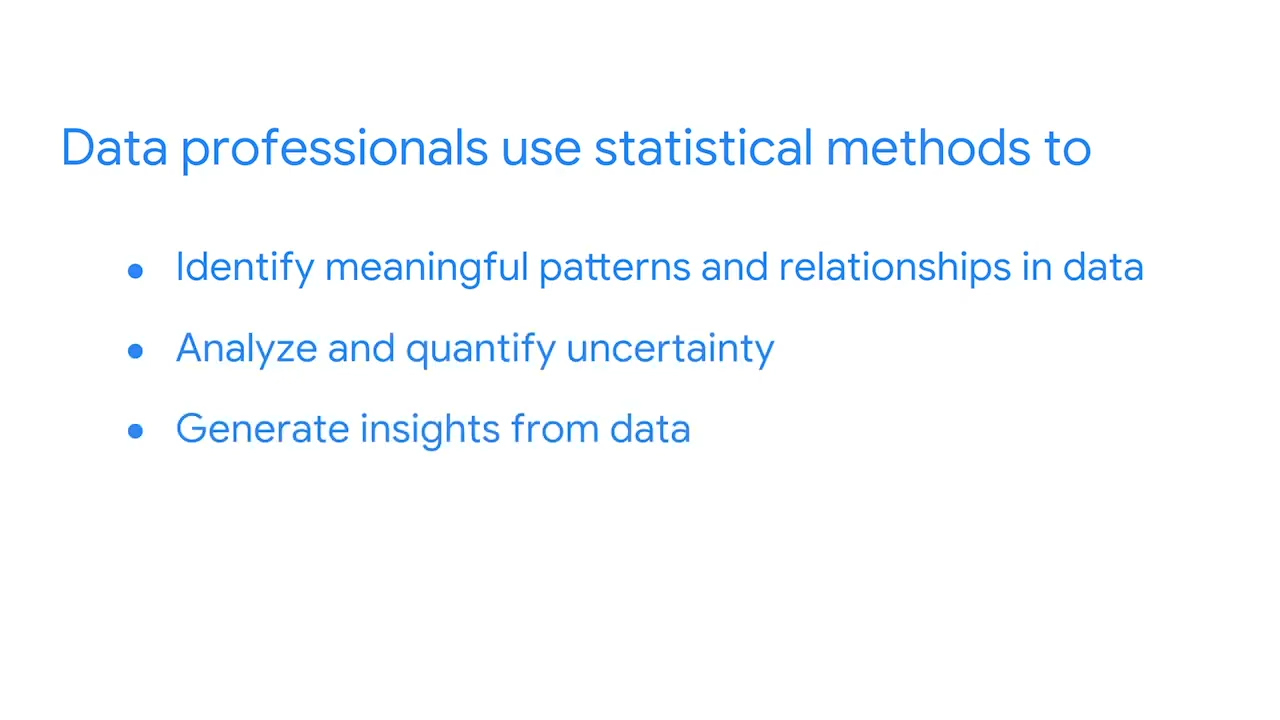 Data professionals use statistical methods to
● Identify meaningful patterns and relationships in data
● Analyze and quantify uncertainty
● Generate insights from data